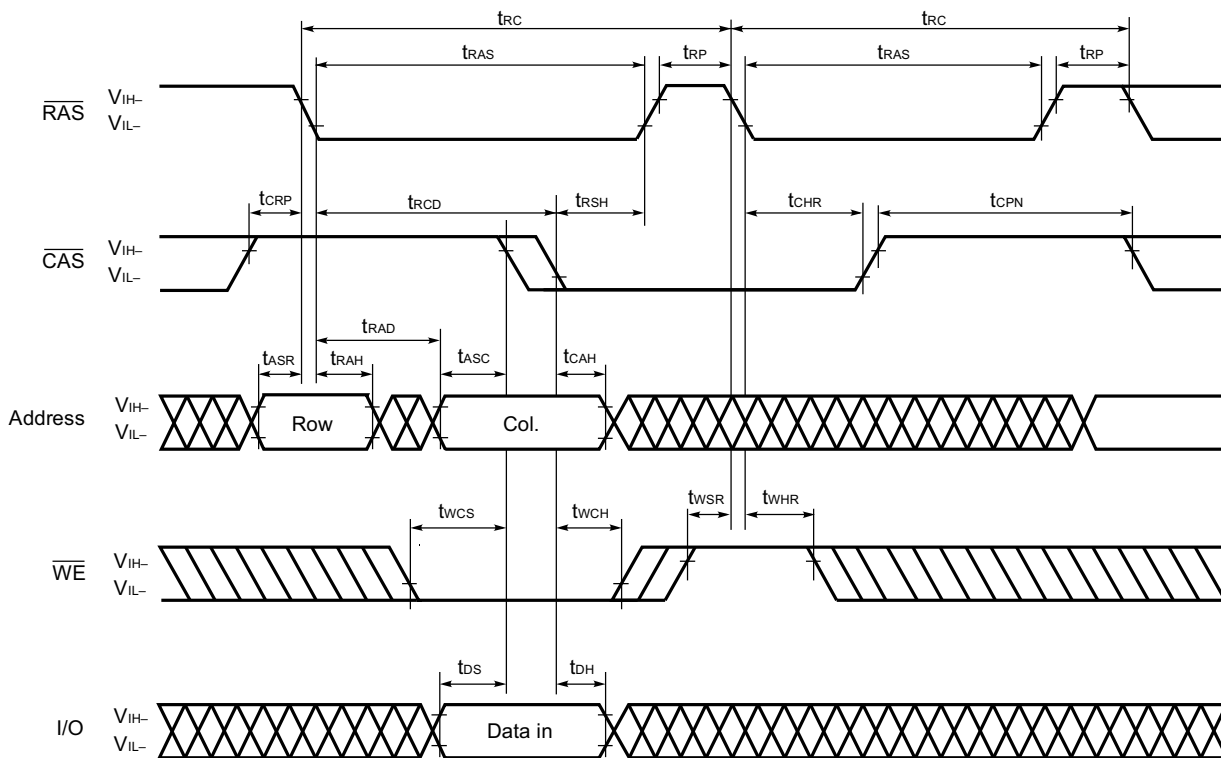 tRC tRC
tRAS tRP tRAS tRP
RAS VIH–
VIL–
tCRP tRCD tRSH tCHR tCPN
CAS VIH–
VIL–
tRAD
tASR tRAH tASC tCAH
Address VIH–
VIL–
Row Col.
tWCS tWCH tWSR tWHR
WE VIH–
VIL–
tDS tDH
I/O VIH–
VIL–
Data in